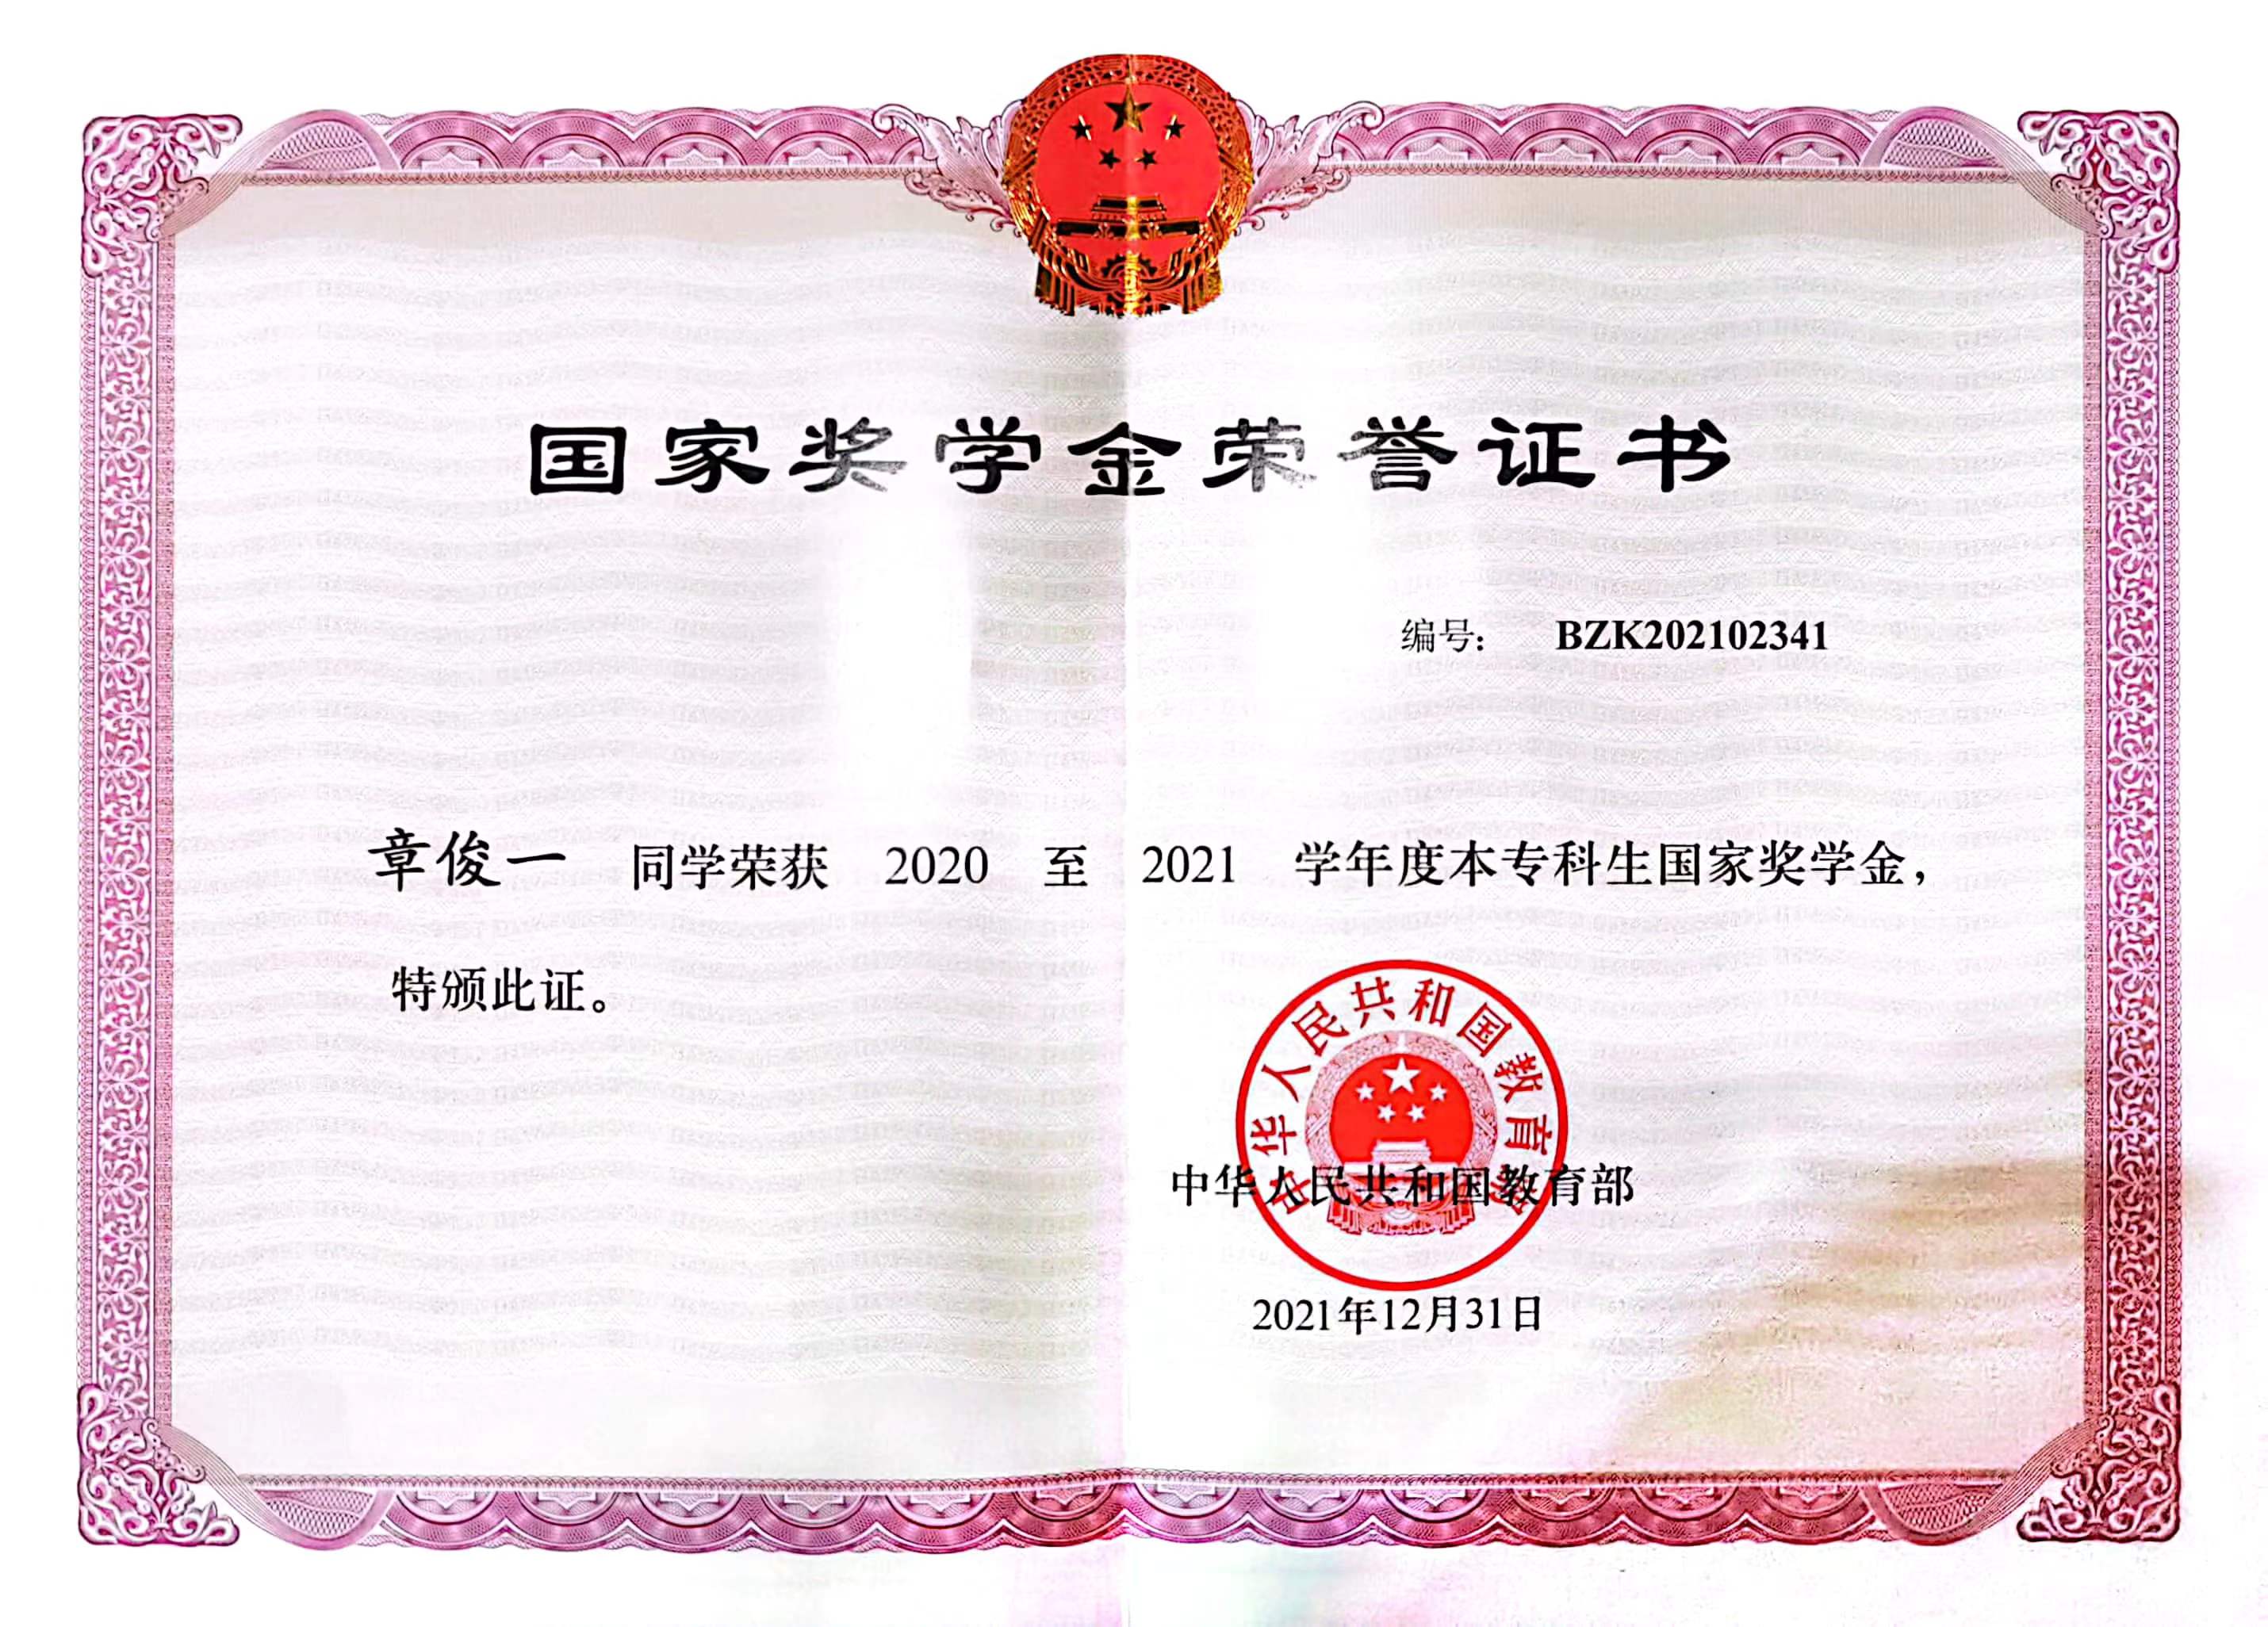 国家奖学金荣誉证书
编号： BZK202102341
章俊一 同学荣获 2020 至 2021 学年度本专科生国家奖学金，
特颁此证。
中华人民共和国教育部
中华人民共和国教育部
2021年12月31日